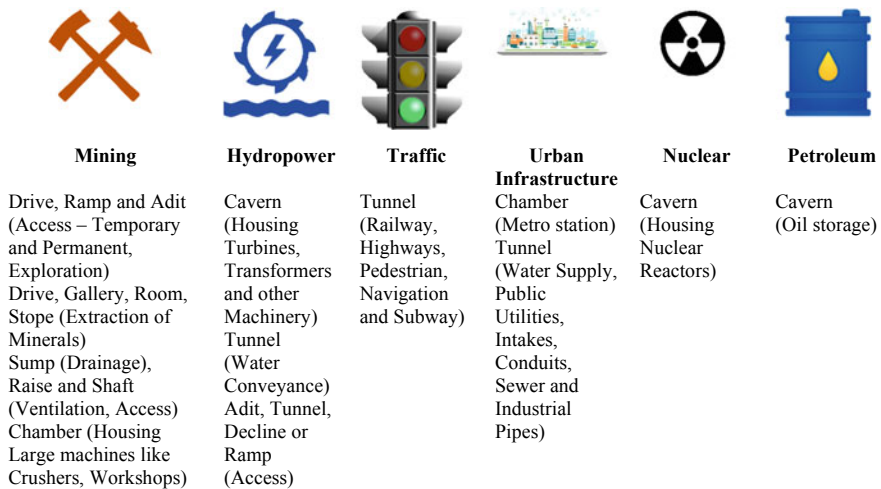 Mining
Drive, Ramp and Adit
(Access – Temporary
and Permanent,
Exploration)
Drive, Gallery, Room,
Stope (Extraction of
Minerals)
Sump (Drainage),
Raise and Shaft
(Ventilation, Access)
Chamber (Housing
Large machines like
Crushers, Workshops)
Hydropower
Cavern
(Housing
Turbines,
Transformers
and other
Machinery)
Tunnel
(Water
Conveyance)
Adit, Tunnel,
Decline or
Ramp
(Access)
Traffic
Tunnel
(Railway,
Highways,
Pedestrian,
Navigation
and Subway)
Urban
Infrastructure
Chamber
(Metro station)
Tunnel
(Water Supply,
Public
Utilities,
Intakes,
Conduits,
Sewer and
Industrial
Pipes)
Nuclear
Cavern
(Housing
Nuclear
Reactors)
Petroleum
Cavern
(Oil storage)